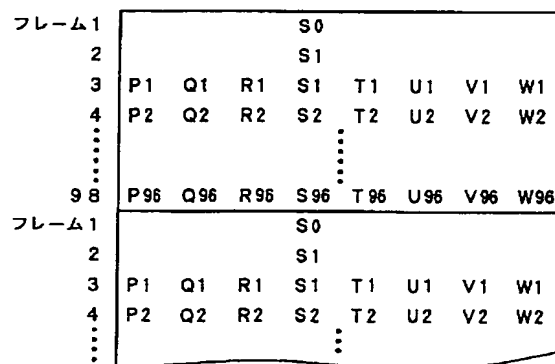 フレーム1 S0
2 S1
3 P1 Q1 R1 S1 T1 U1 V1 W1
4 P2 Q2 R2 S2 T2 U2 V2 W2
98 P96 Q96 R96 S96 T96 U96 V96 W96
フレーム1 S0
2 S1
3 P1 Q1 R1 S1 T1 U1 V1 W1
4 P2 Q2 R2 S2 T2 U2 V2 W2